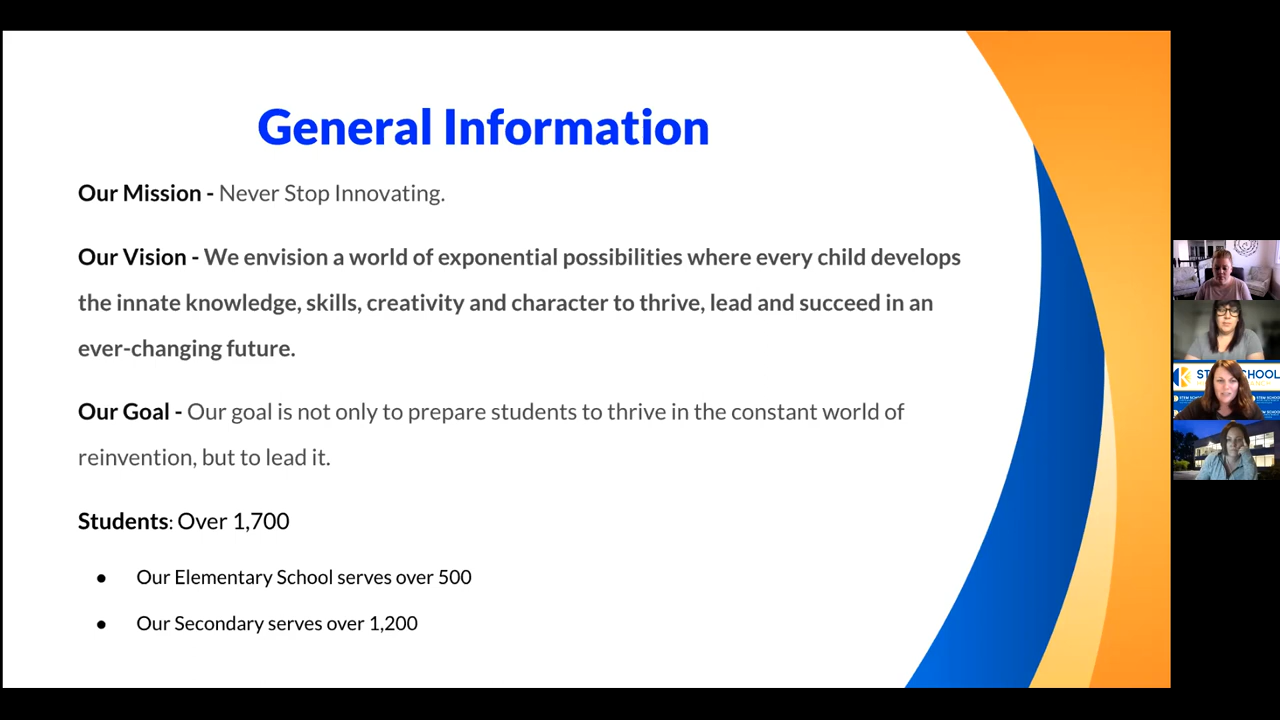 General Information
Our Mission - Never Stop Innovating.
Our Vision - We envision a world of exponential possibilities where every child develops
the innate knowledge, skills, creativity and character to thrive, lead and succeed in an
ever-changing future.
Our Goal - Our goal is not only to prepare students to thrive in the constant world of
reinvention, but to lead it.
Students: Over 1,700
● Our Elementary School serves over 500
● Our Secondary serves over 1,200